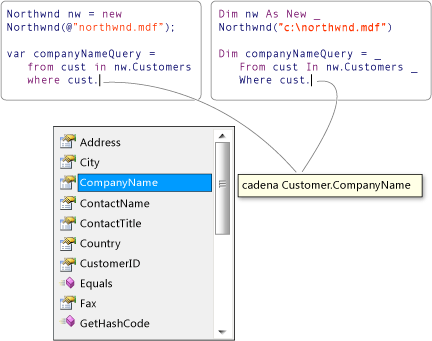 Northwnd nw = new
Northwnd(@"northwnd.mdf");
var companyNameQuery =
from cust in nw.Customers
where cust.
Dim nw As New _
Northwnd("c:\northwnd.mdf")
Dim companyNameQuery = _
From cust In nw.Customers _
Where cust.
Address
City
CompanyName
ContactName
ContactTitle
Country
CustomerID
Equals
Fax
GetHashCode
cadena Customer.CompanyName